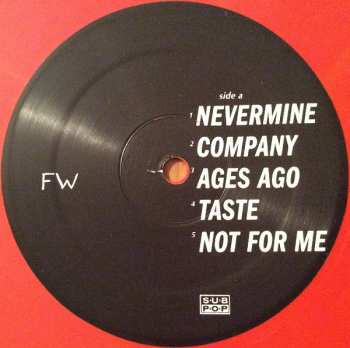 side a
1 NEVERMINE
2 COMPANY
3 AGES AGO
4 TASTE
5 NOT FOR ME
FW
SUB
POP